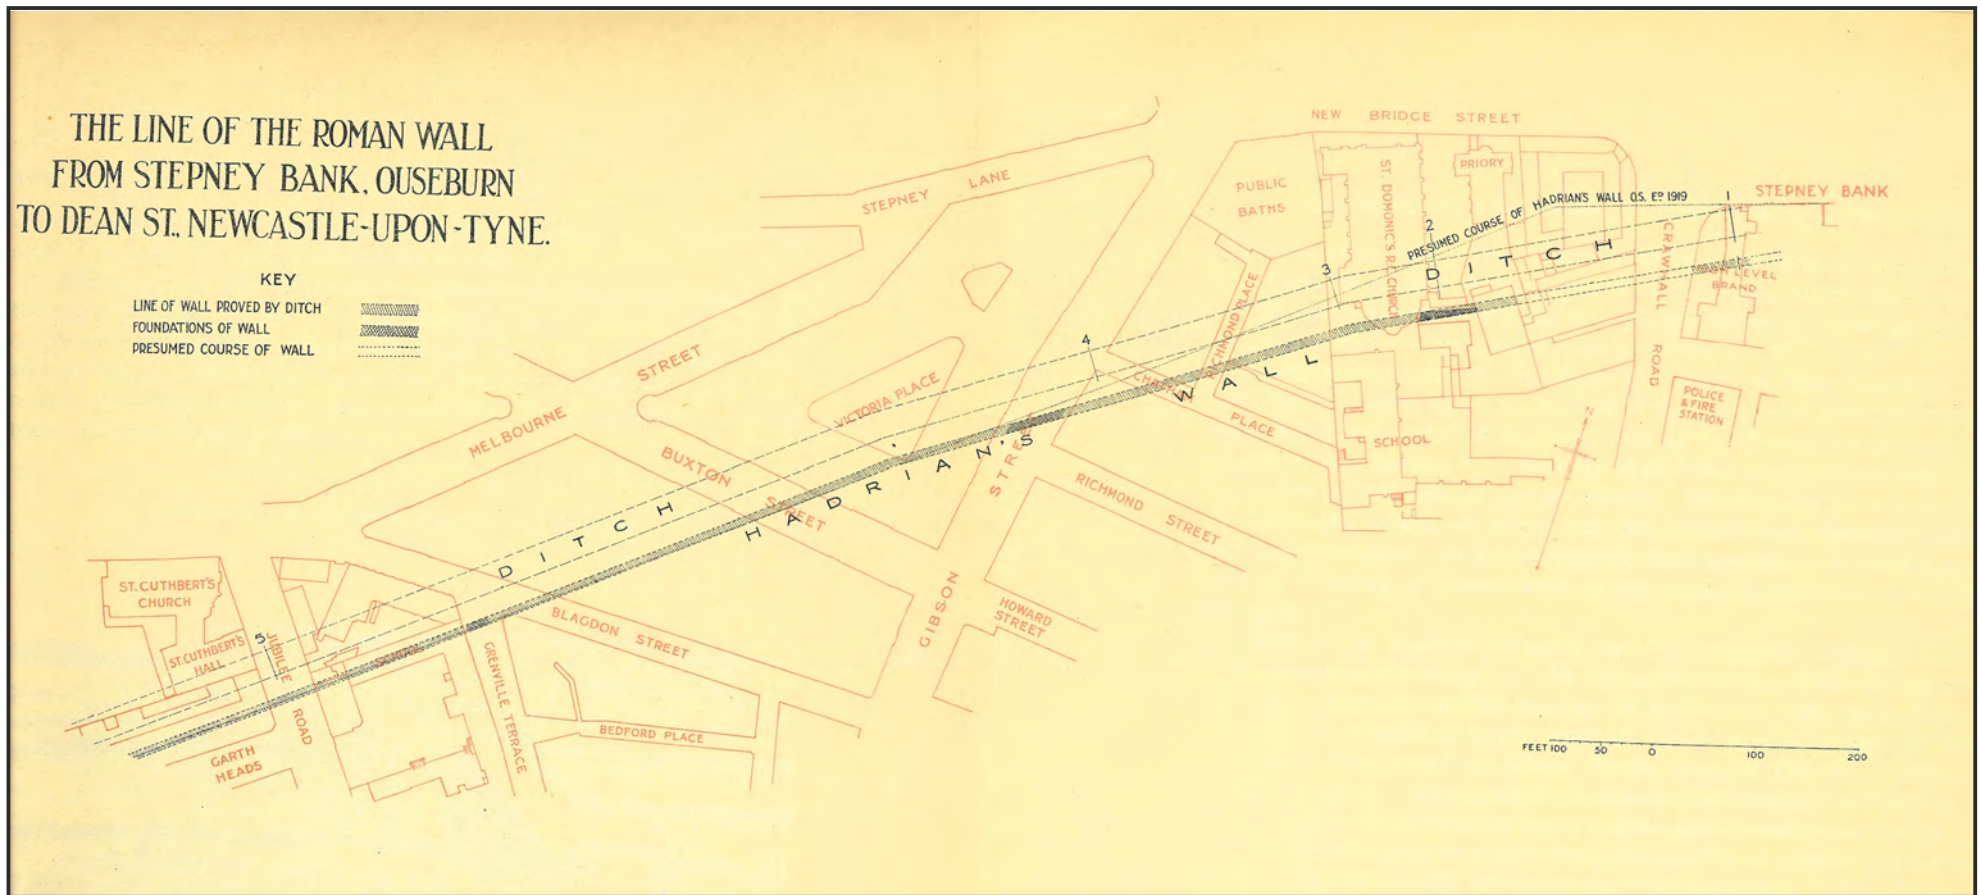 THE LINE OF THE ROMAN WALL
FROM STEPNEY BANK, OUSEBURN
TO DEAN ST., NEWCASTLE-UPON-TYNE.
KEY
LINE OF WALL PROVED BY DITCH
FOUNDATIONS OF WALL
PRESUMED COURSE OF WALL
NEW BRIDGE STREET
STEPNEY LANE
PUBLIC
BATHS
ST. DOMONIC'S R.C. CHURCH
PRIORY
PRESUMED COURSE OF HADRIAN'S WALL O.S. ED. 1919
STEPNEY BANK
1
2
3
4
5
DITCH
CRAWHALL ROAD
LEVEL
BRAND
RICHMOND PLACE
PLACE
POLICE
& FIRE
STATION
SCHOOL
N
MELBOURNE STREET
VICTORIA PLACE
BUXTON STREET
HADRIAN'S WALL
GIBSON STREET
RICHMOND STREET
HOWARD
STREET
DITCH
BLAGDON STREET
ST. CUTHBERT'S
CHURCH
ST. CUTHBERT'S
HALL
JUBILEE ROAD
GRENVILLE TERRACE
BEDFORD PLACE
GARTH
HEADS
FEET 100 50 0 100 200